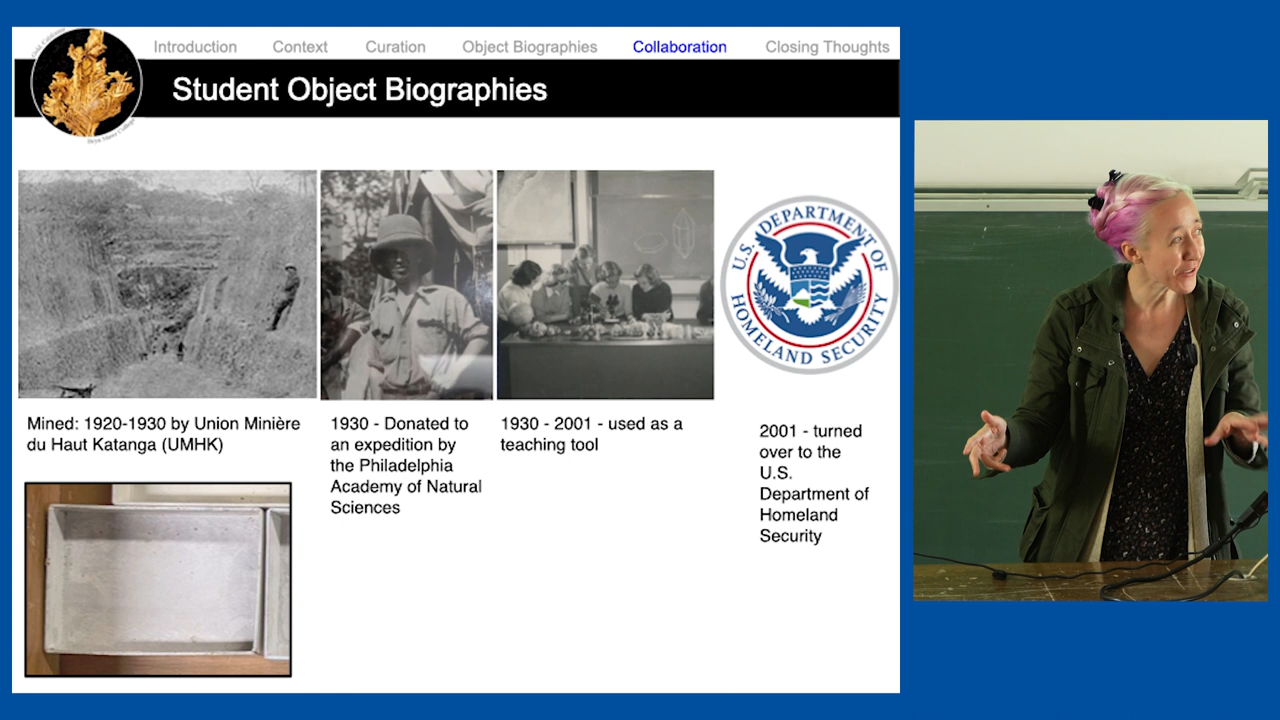 Introduction
Context
Curation
Object Biographies
Collaboration
Closing Thoughts
Student Object Biographies
Mined: 1920-1930 by Union Minière
du Haut Katanga (UMHK)
1930 - Donated to
an expedition by
the Philadelphia
Academy of Natural
Sciences
1930 - 2001 - used as a
teaching tool
U.S. DEPARTMENT OF
HOMELAND SECURITY
2001 - turned
over to the
U.S.
Department of
Homeland
Security